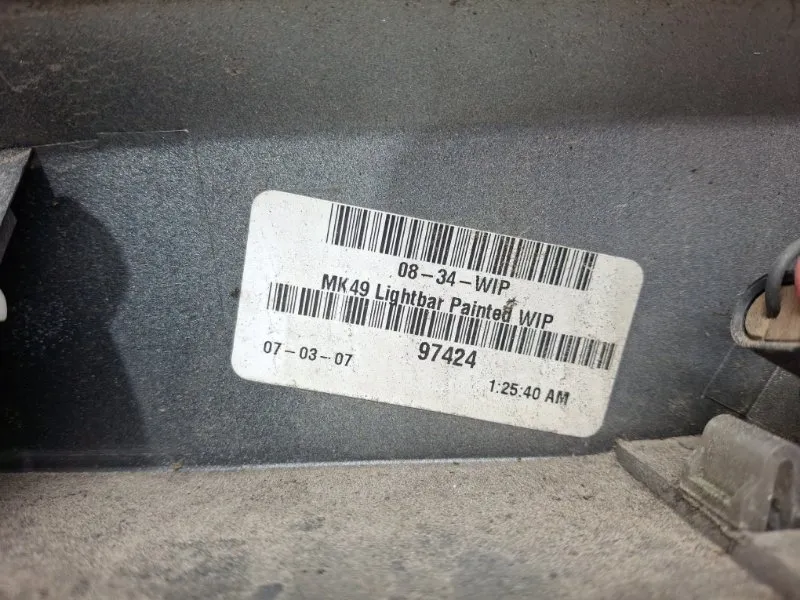 08-34-WIP
MK49 Lightbar Painted WIP
07-03-07 97424 1:25:40 AM